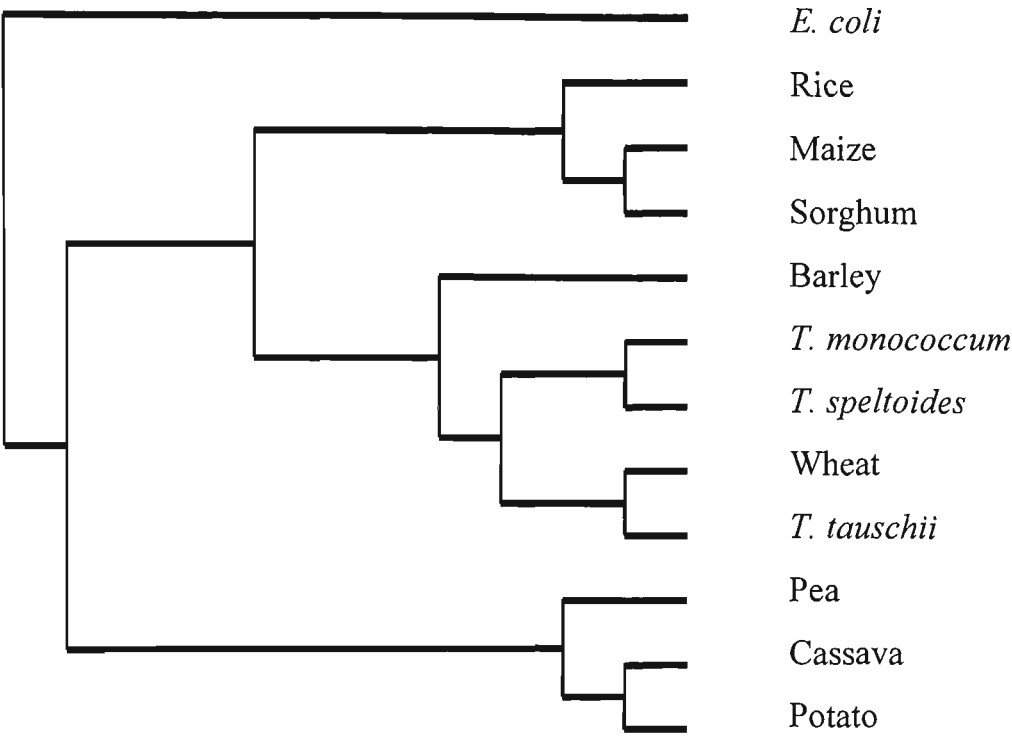 E. coli
Rice
Maize
Sorghum
Barley
T. monococcum
T. speltoides
Wheat
T. tauschii
Pea
Cassava
Potato